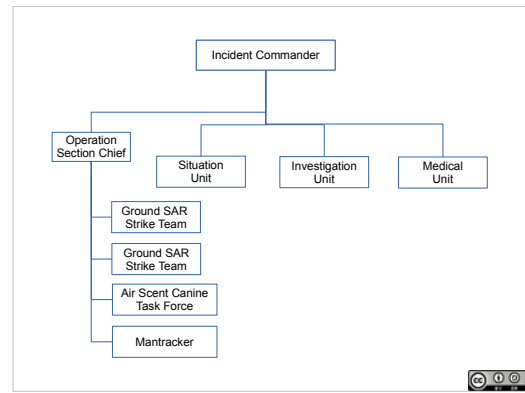 Incident Commander
Operation
Section Chief
Situation
Unit
Investigation
Unit
Medical
Unit
Ground SAR
Strike Team
Ground SAR
Strike Team
Air Scent Canine
Task Force
Mantracker
cc